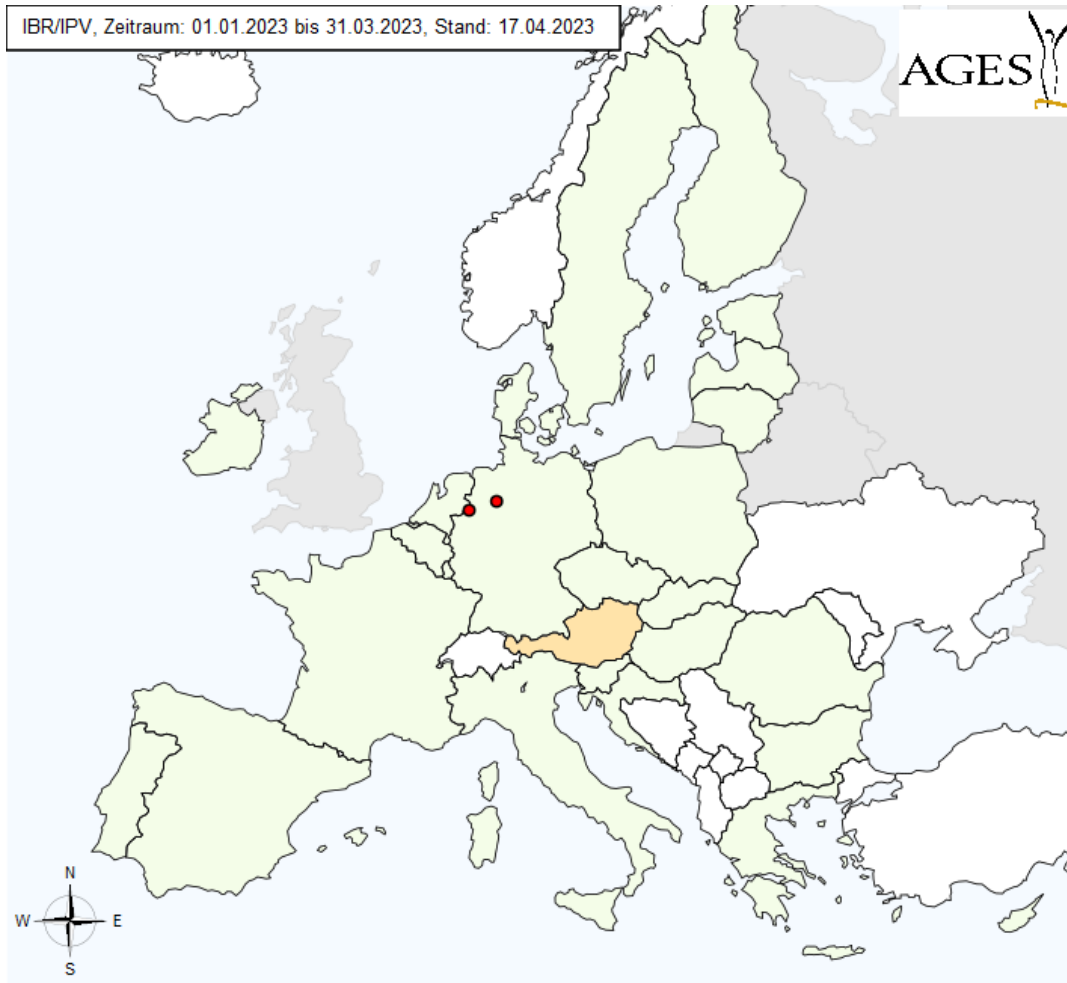 IBR/IPV, Zeitraum: 01.01.2023 bis 31.03.2023, Stand: 17.04.2023
AGES
N
W E
S